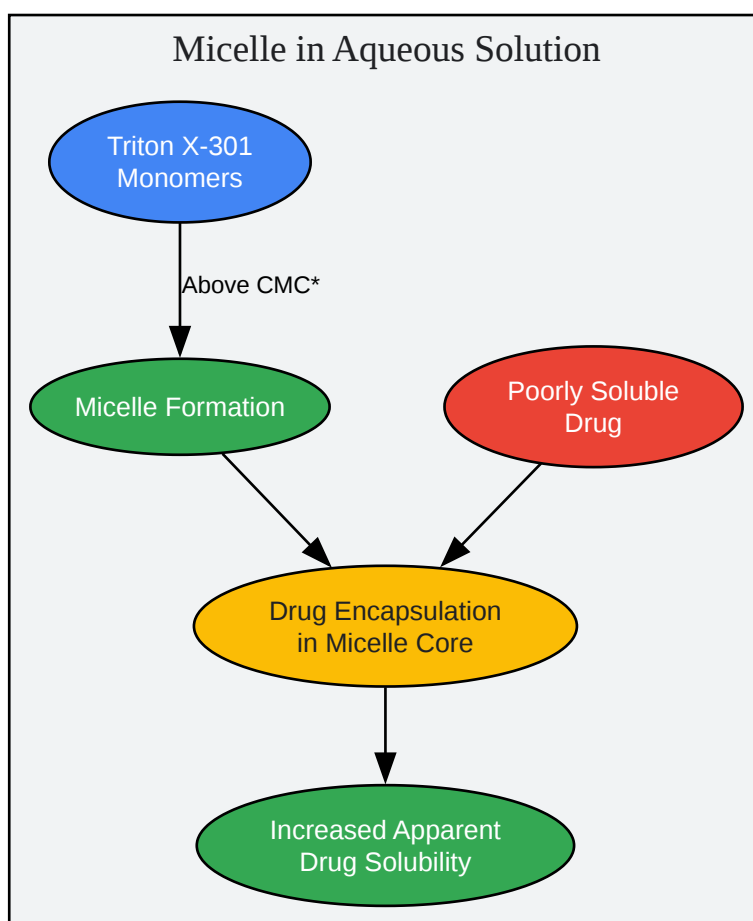 Micelle in Aqueous Solution
Triton X-301
Monomers
Above CMC*
Micelle Formation
Poorly Soluble
Drug
Drug Encapsulation
in Micelle Core
Increased Apparent
Drug Solubility